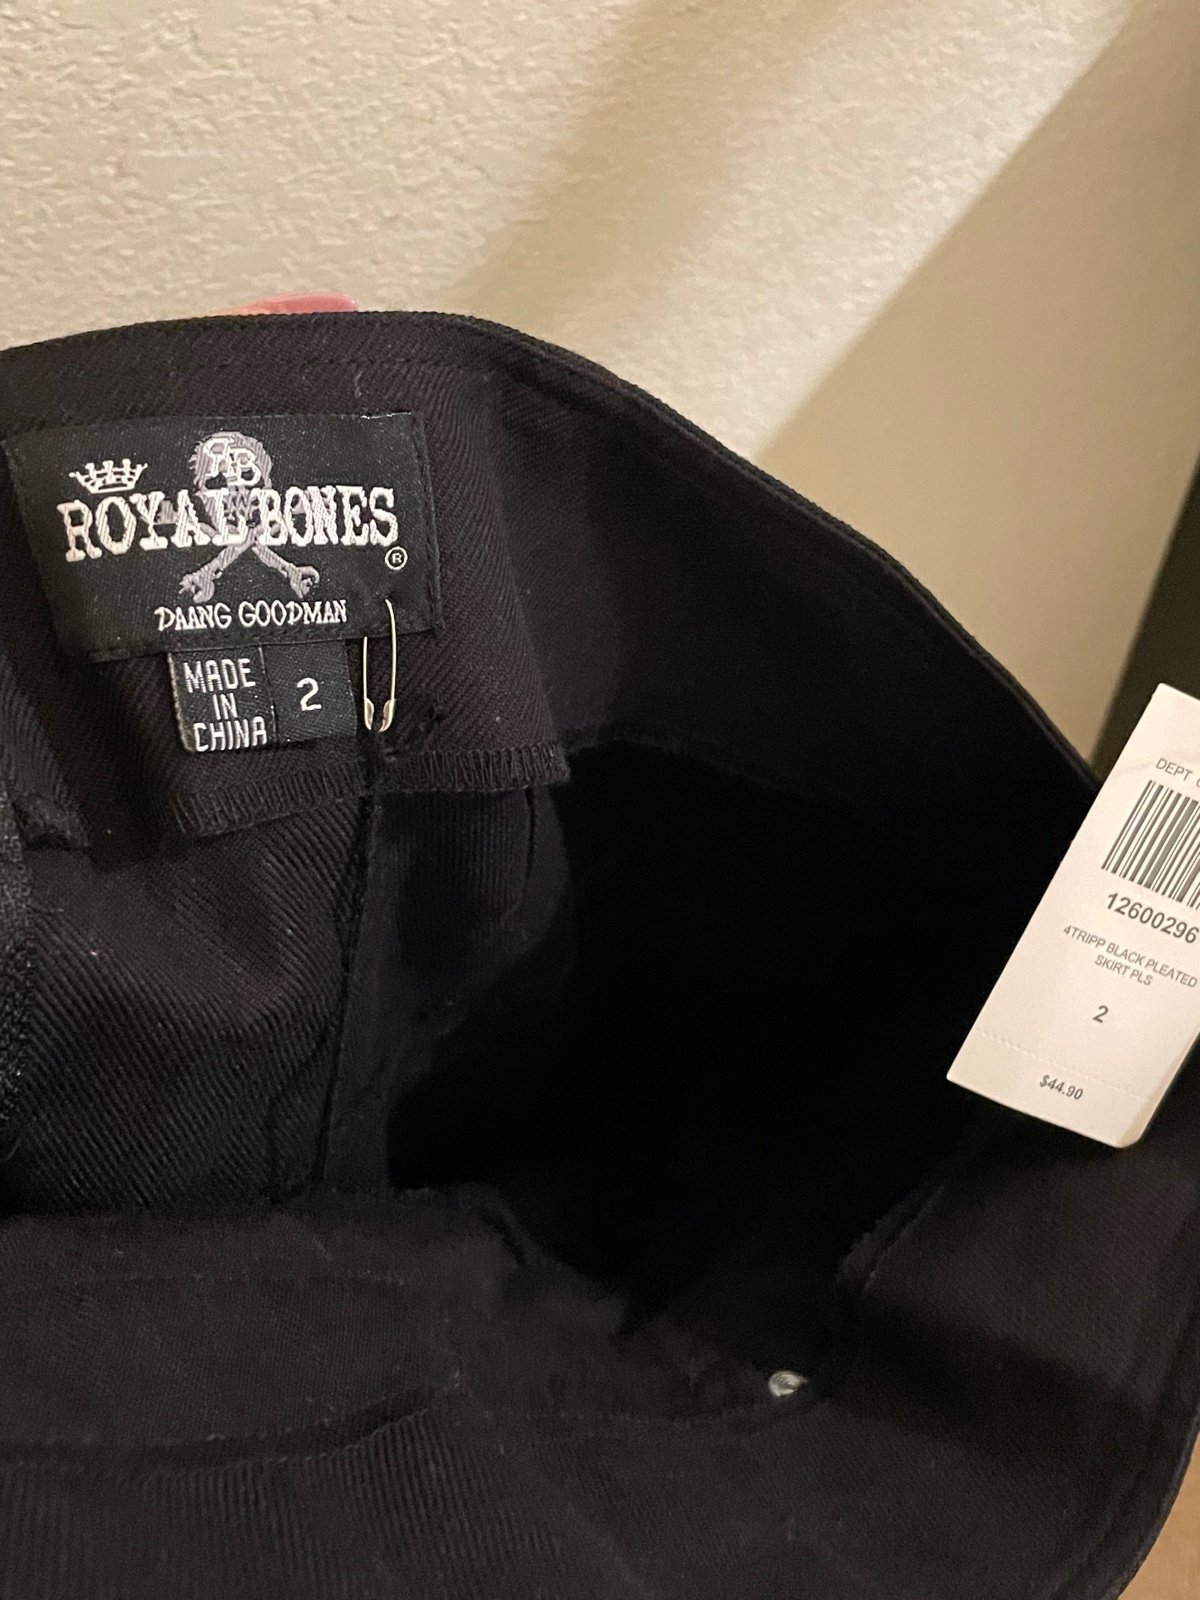 RB
ROYAL BONES
®
DAANG GOODMAN
MADE
IN
CHINA
2
DEPT
12600296
4TRIPP BLACK PLEATED
SKIRT PLS
2
$44.90